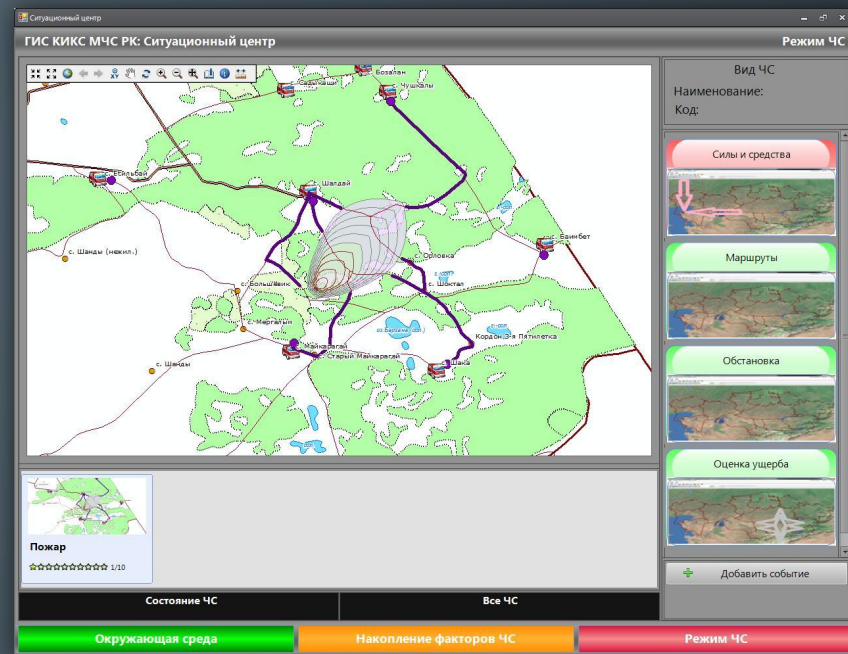 Ситуационный центр
ГИС КИКС МЧС РК: Ситуационный центр
Режим ЧС
Бозалан
с. Садыкащы
с. Чушкалы
с. Есильбай
с. Шалдай
с. Баимбет
с. Шанды (нежил.)
с. Орловка
с. Большевик
с. Шоктал
с. Мергалым
Кордон 3-я Пятилетка
Майкарагай
с. Старый Майкарагай
с. Шанды
с. Шака
Вид ЧС
Наименование:
Код:
Силы и средства
Маршруты
Обстановка
Оценка ущерба
Добавить событие
Пожар
1/10
Состояние ЧС
Все ЧС
Окружающая среда
Накопление факторов ЧС
Режим ЧС